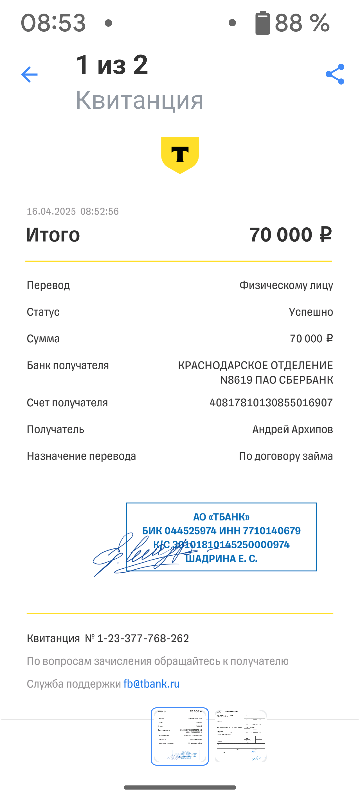 08:53
88 %
1 из 2
Квитанция
Т
16.04.2025 08:52:56
Итого 70 000 ₽
Перевод Физическому лицу
Статус Успешно
Сумма 70 000 ₽
Банк получателя КРАСНОДАРСКОЕ ОТДЕЛЕНИЕ
N8619 ПАО СБЕРБАНК
Счет получателя 40817810130855016907
Получатель Андрей Архипов
Назначение перевода По договору займа
АО «ТБАНК»
БИК 044525974 ИНН 7710140679
К/С 30101810145250000974
ШАДРИНА Е. С.
Квитанция № 1-23-377-768-262
По вопросам зачисления обращайтесь к получателю
Служба поддержки fb@tbank.ru